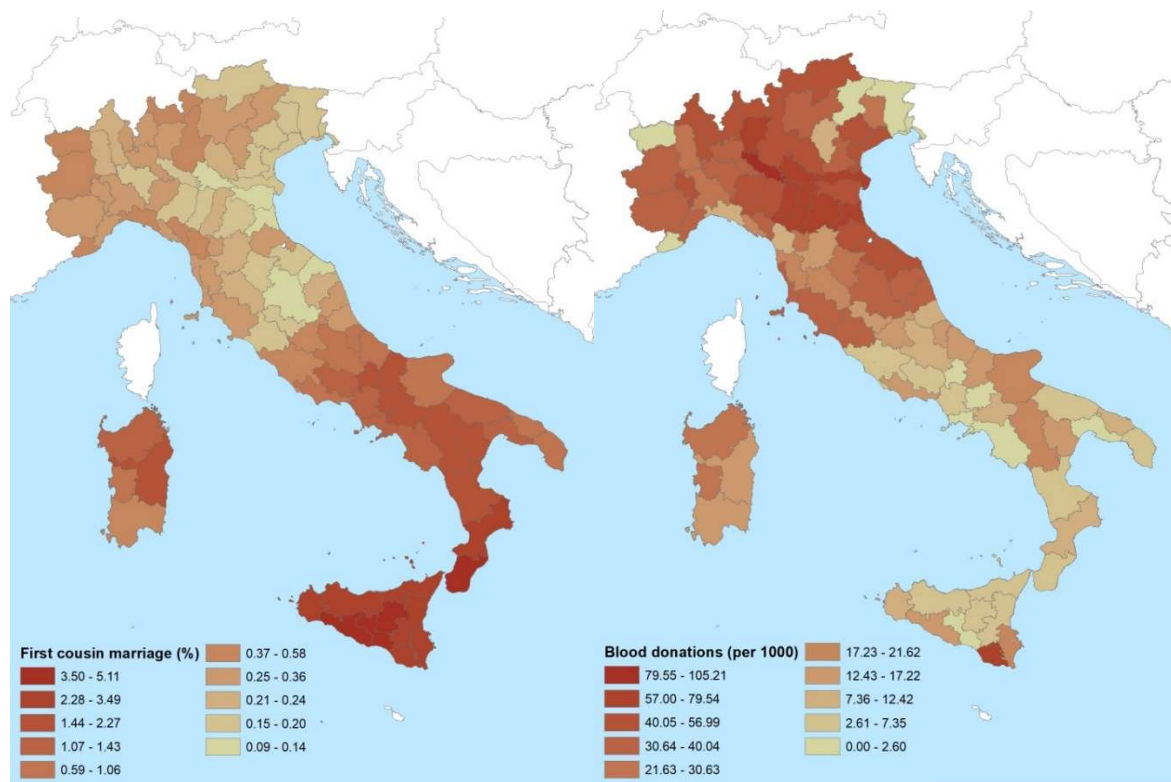 First cousin marriage (%)
3.50 - 5.11
2.28 - 3.49
1.44 - 2.27
1.07 - 1.43
0.59 - 1.06
0.37 - 0.58
0.25 - 0.36
0.21 - 0.24
0.15 - 0.20
0.09 - 0.14
Blood donations (per 1000)
79.55 - 105.21
57.00 - 79.54
40.05 - 56.99
30.64 - 40.04
21.63 - 30.63
17.23 - 21.62
12.43 - 17.22
7.36 - 12.42
2.61 - 7.35
0.00 - 2.60